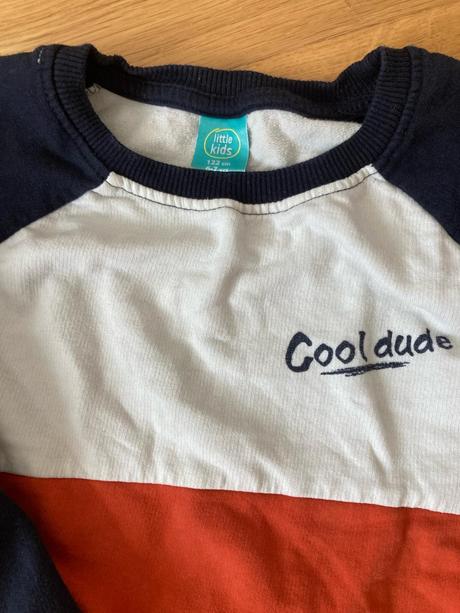 little
kids
122 cm
Cool dude